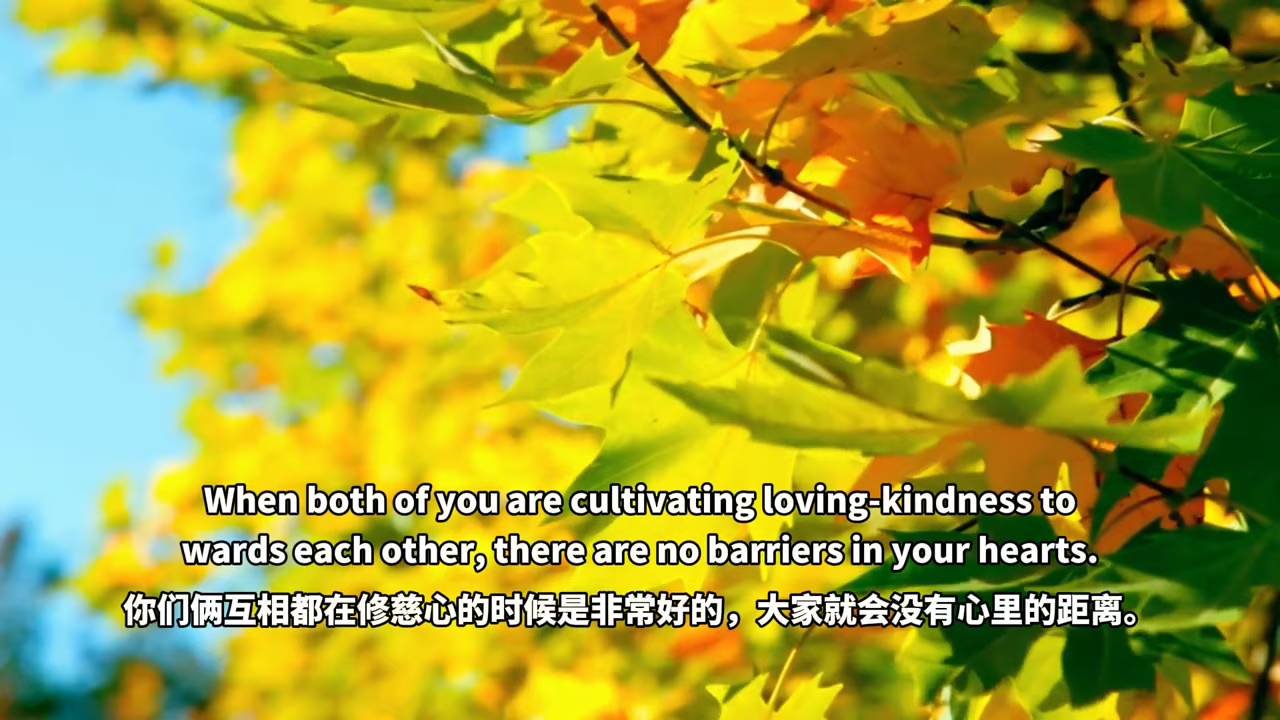 When both of you are cultivating loving-kindness to
wards each other, there are no barriers in your hearts.
你们俩互相都在修慈心的时候是非常好的，大家就会没有心里的距离。